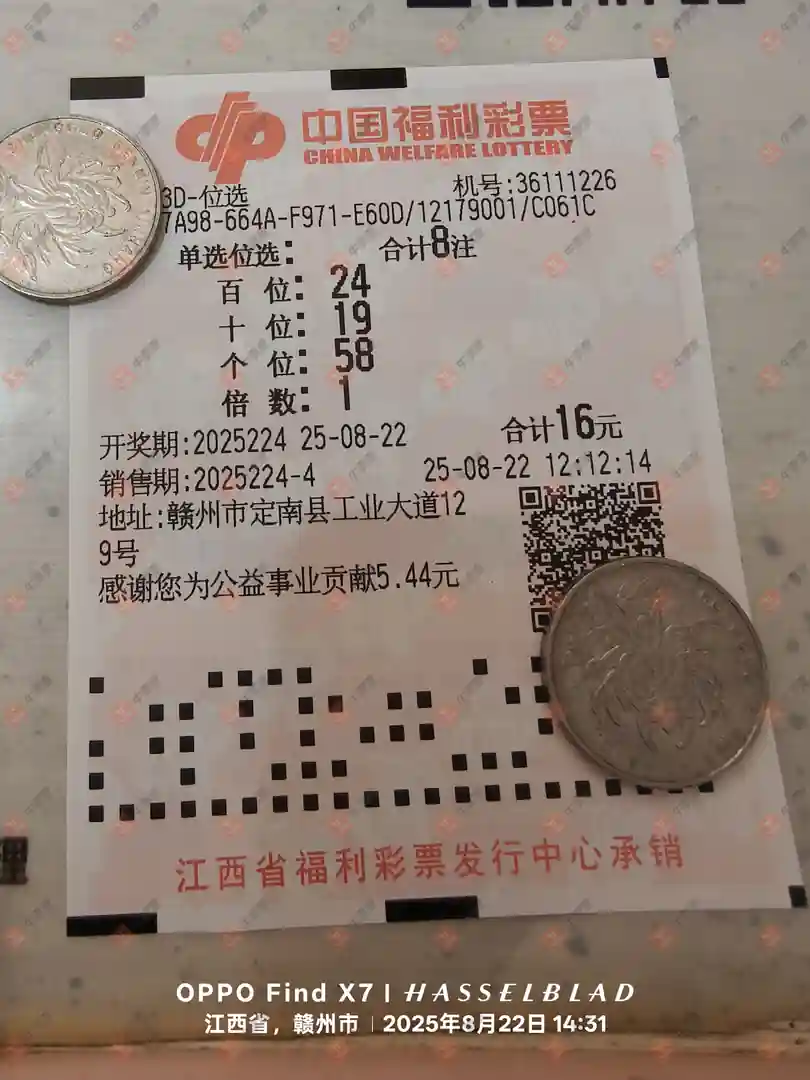 中国福利彩票
CHINA WELFARE LOTTERY
3D-位选 机号:36111226
7A98-664A-F971-E60D/12179001/C061C
单选位选: 合计8注
百 位: 24
十 位: 19
个 位: 58
倍 数: 1
开奖期:2025224 25-08-22 合计16元
销售期:2025224-4 25-08-22 12:12:14
地址:赣州市定南县工业大道12
9号
感谢您为公益事业贡献5.44元
江西省福利彩票发行中心承销
OPPO Find X7 | HASSELBLAD
江西省，赣州市 | 2025年8月22日 14:31